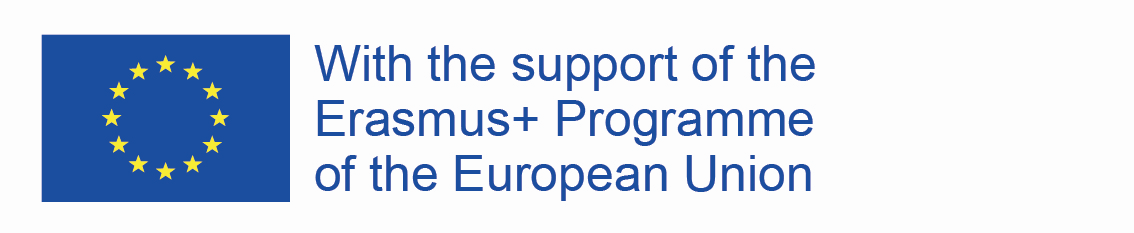 With the support of the
Erasmus+ Programme
of the European Union